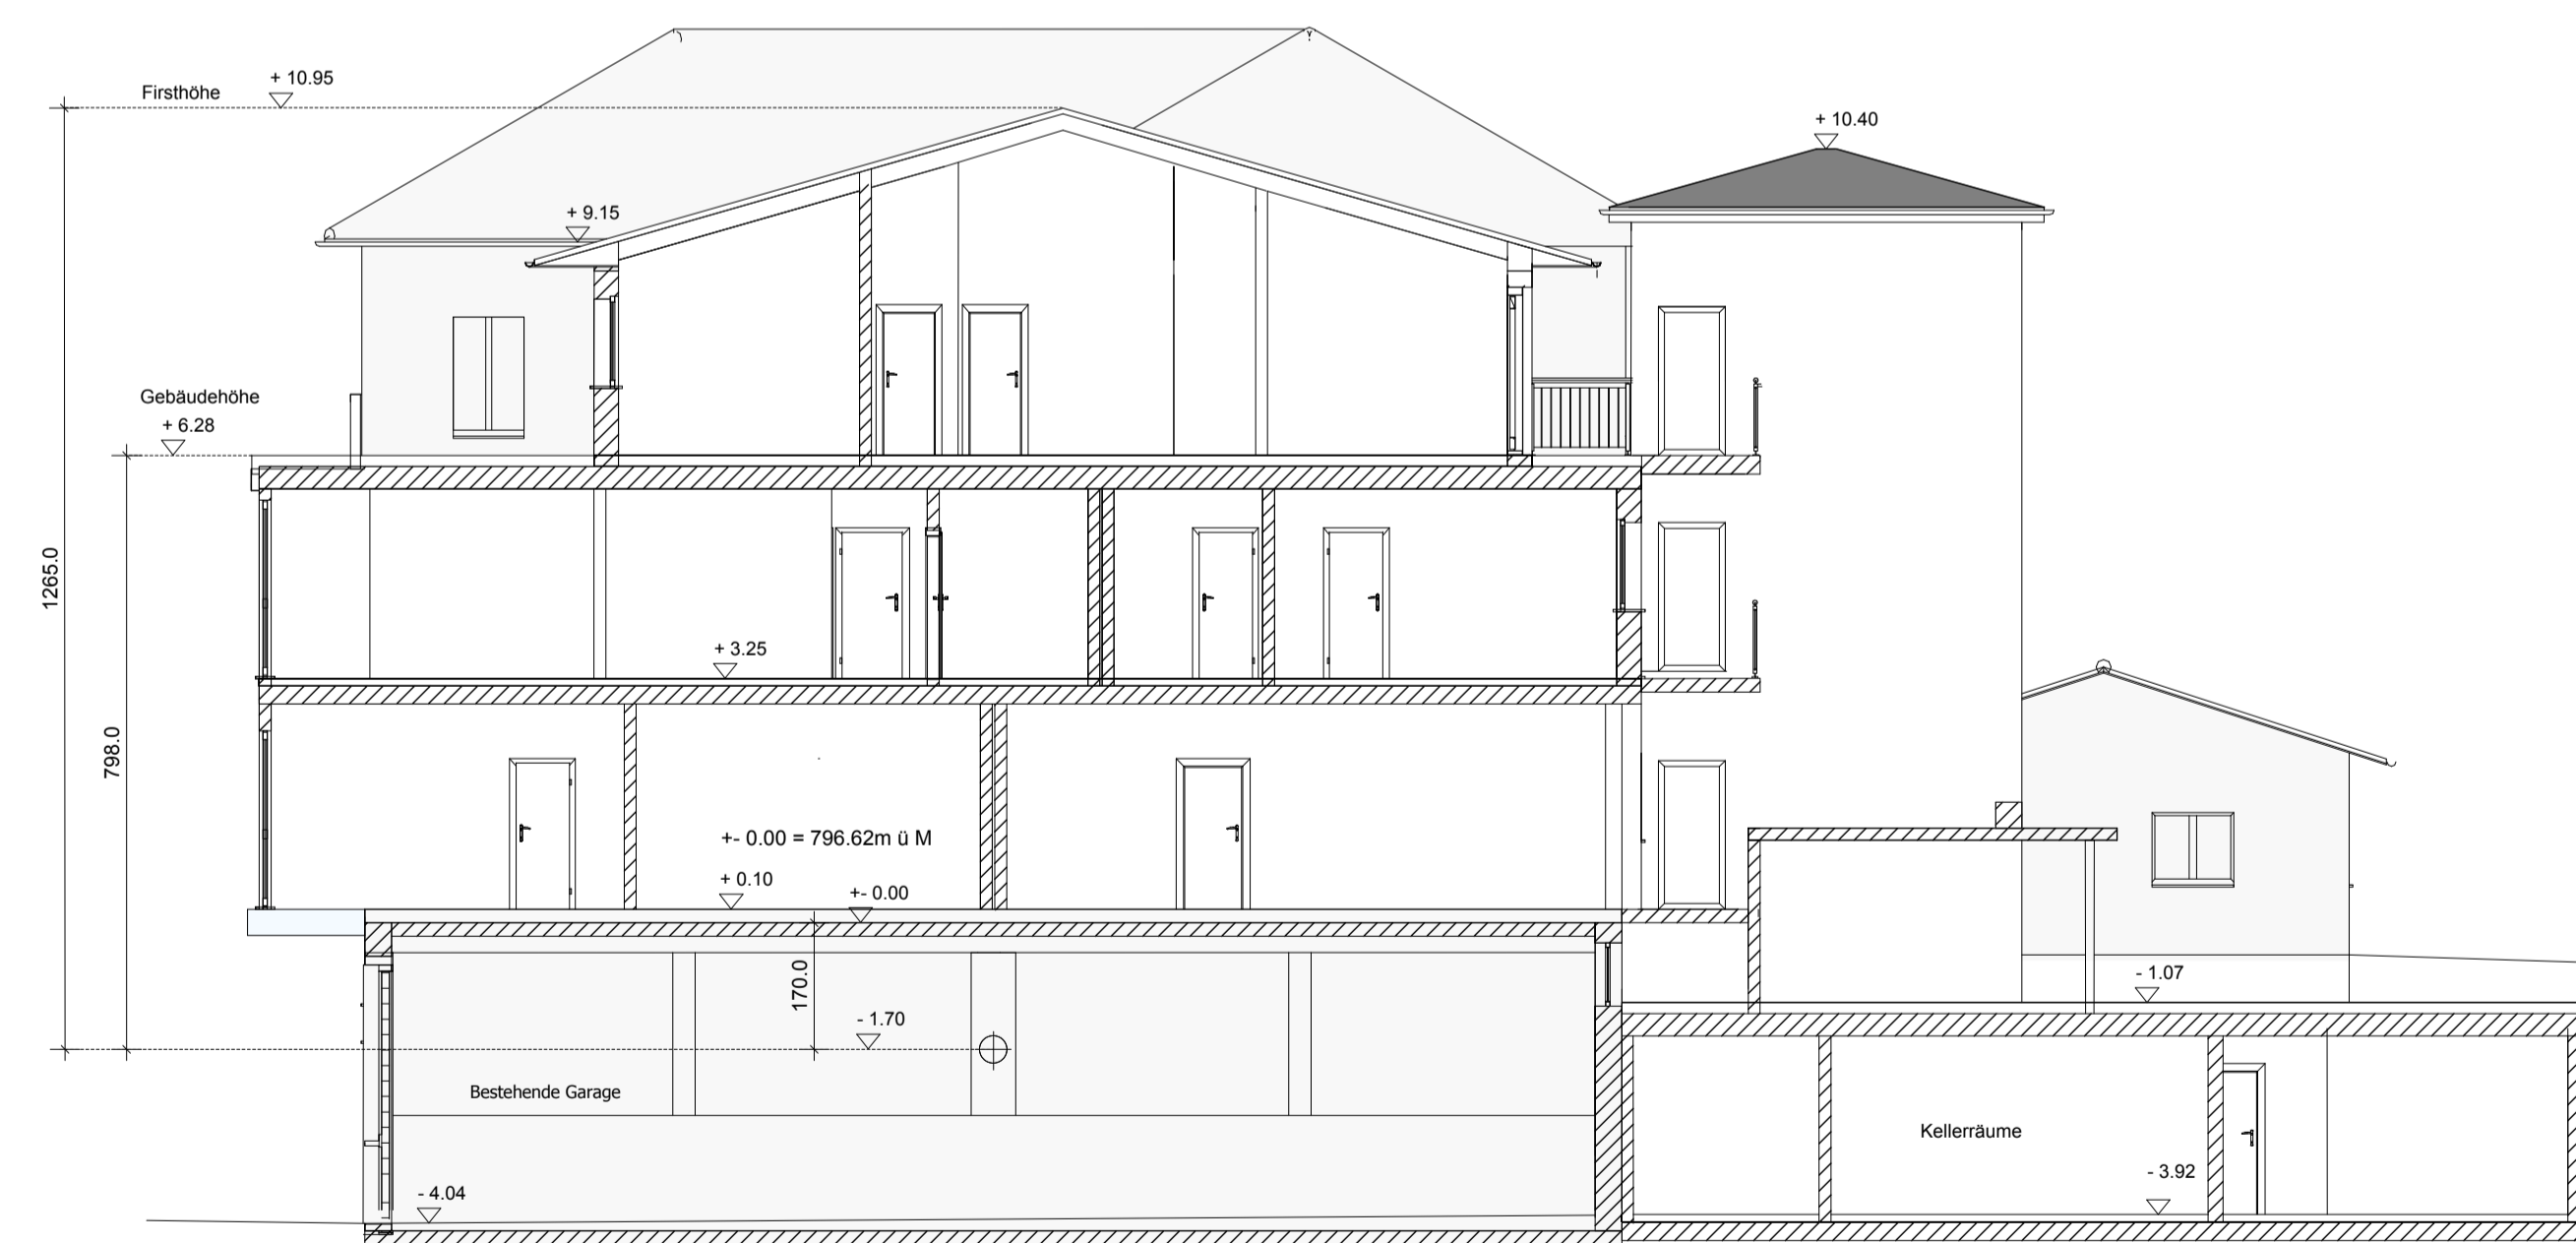 + 10.95
Firsthöhe
+ 10.40
+ 9.15
Gebäudehöhe
+ 6.28
1265.0
798.0
+ 3.25
+- 0.00 = 796.62m ü M
+ 0.10
+- 0.00
170.0
- 1.07
- 1.70
Bestehende Garage
Kellerräume
- 3.92
- 4.04